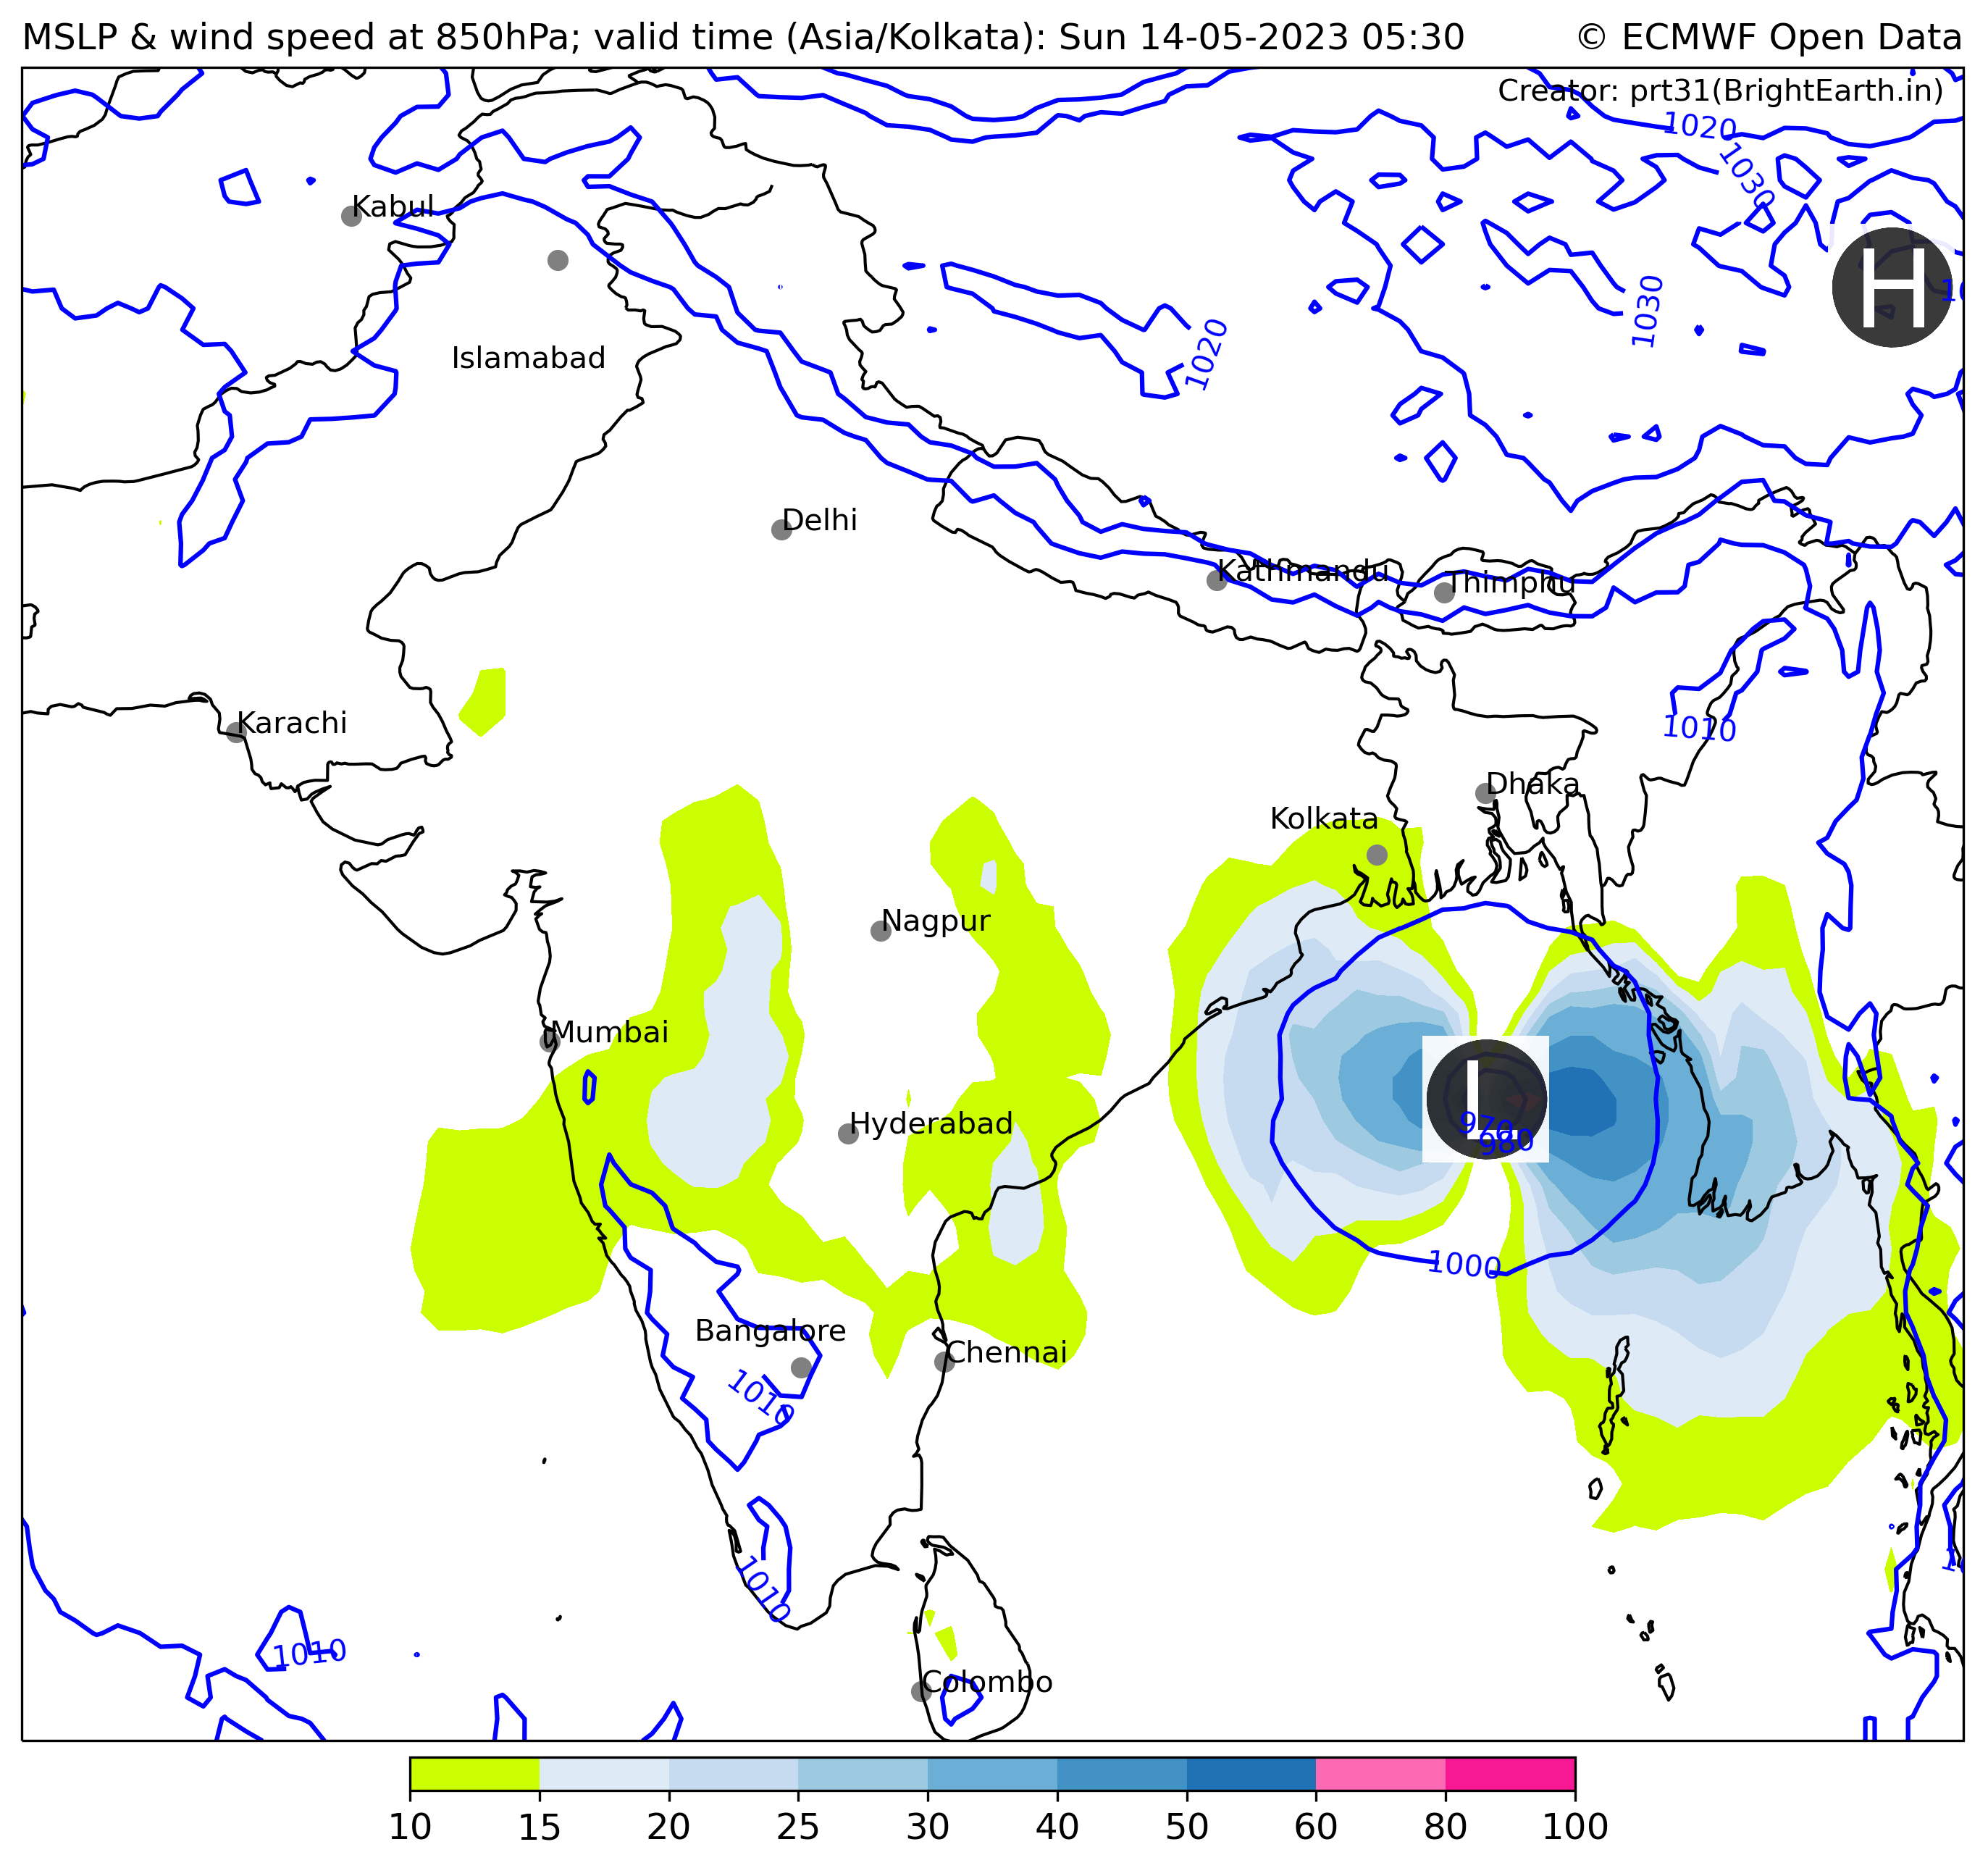 MSLP & wind speed at 850hPa; valid time (Asia/Kolkata): Sun 14-05-2023 05:30
© ECMWF Open Data
Creator: prt31(BrightEarth.in)
1020
1030
Kabul
H
1030
1020
Islamabad
Delhi
Kathmandu
Thimphu
Karachi
1010
Dhaka
Kolkata
Nagpur
Mumbai
L
Hyderabad
970
980
1000
Bangalore
Chennai
1010
1010
1010
Colombo
10 15 20 25 30 40 50 60 80 100